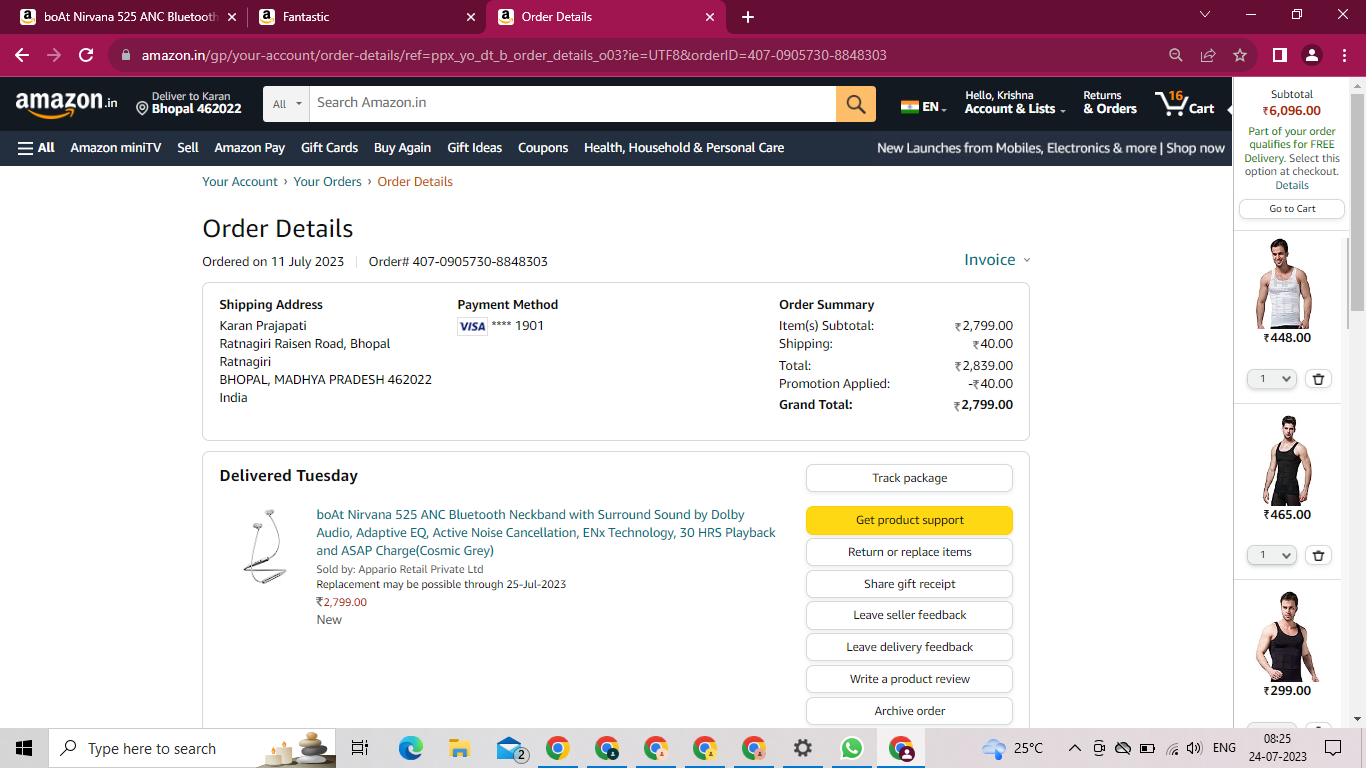 boAt Nirvana 525 ANC Bluetooth
Fantastic
Order Details
amazon.in/gp/your-account/order-details/ref=ppx_yo_dt_b_order_details_o03?ie=UTF8&orderID=407-0905730-8848303
amazon.in
Deliver to Karan
Bhopal 462022
All
Search Amazon.in
EN
Hello, Krishna
Account & Lists
Returns
& Orders
16
Cart
All
Amazon miniTV
Sell
Amazon Pay
Gift Cards
Buy Again
Gift Ideas
Coupons
Health, Household & Personal Care
New Launches from Mobiles, Electronics & more | Shop now
Your Account › Your Orders › Order Details
Order Details
Ordered on 11 July 2023
Order# 407-0905730-8848303
Invoice
Shipping Address
Karan Prajapati
Ratnagiri Raisen Road, Bhopal
Ratnagiri
BHOPAL, MADHYA PRADESH 462022
India
Payment Method
VISA **** 1901
Order Summary
Item(s) Subtotal: ₹2,799.00
Shipping: ₹40.00
Total: ₹2,839.00
Promotion Applied: -₹40.00
Grand Total: ₹2,799.00
Delivered Tuesday
boAt Nirvana 525 ANC Bluetooth Neckband with Surround Sound by Dolby
Audio, Adaptive EQ, Active Noise Cancellation, ENx Technology, 30 HRS Playback
and ASAP Charge(Cosmic Grey)
Sold by: Appario Retail Private Ltd
Replacement may be possible through 25-Jul-2023
₹2,799.00
New
Track package
Get product support
Return or replace items
Share gift receipt
Leave seller feedback
Leave delivery feedback
Write a product review
Archive order
Subtotal
₹6,096.00
Part of your order
qualifies for FREE
Delivery. Select this
option at checkout.
Details
Go to Cart
₹448.00
1
₹465.00
1
₹299.00
Type here to search
2
25°C
ENG
08:25
24-07-2023